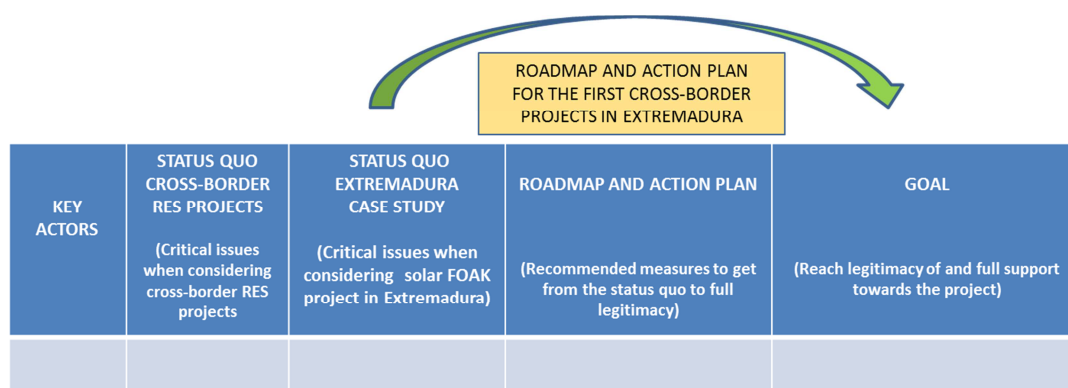 ROADMAP AND ACTION PLAN
FOR THE FIRST CROSS-BORDER
PROJECTS IN EXTREMADURA
KEY
ACTORS
STATUS QUO
CROSS-BORDER
RES PROJECTS
(Critical issues
when considering
cross-border RES
projects
STATUS QUO
EXTREMADURA
CASE STUDY
(Critical issues when
considering solar FOAK
project in Extremadura)
ROADMAP AND ACTION PLAN
(Recommended measures to get
from the status quo to full
legitimacy)
GOAL
(Reach legitimacy of and full support
towards the project)